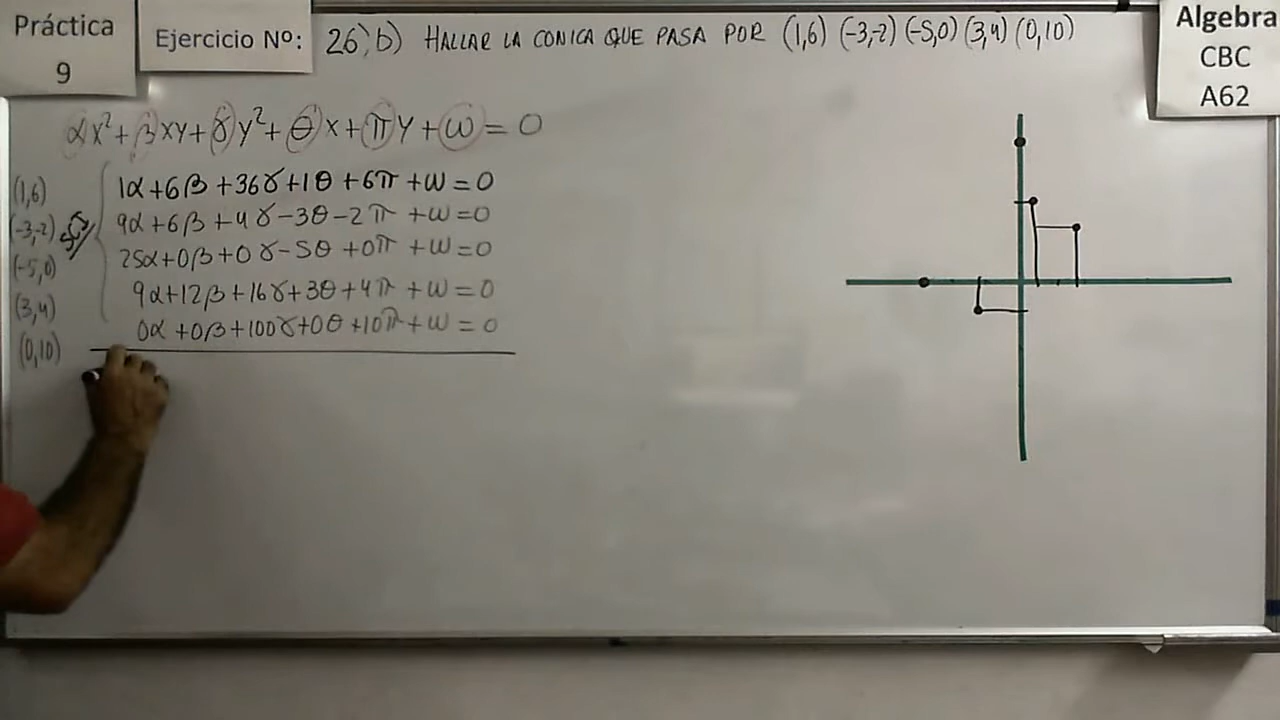 Práctica
9
Ejercicio Nº:
26) b) HALLAR LA CONICA QUE PASA POR (1,6) (-3,-2) (-5,0) (3,4) (0,10)
Algebra
CBC
A62
αx²+βxy+γy²+θx+πy+ω=0
(1,6)
1α+6β+36γ+1θ+6π+ω=0
(-3,-2)
9α+6β+4γ-3θ-2π+ω=0
(-5,0)
25α+0β+0γ-5θ+0π+ω=0
(3,4)
9α+12β+16γ+3θ+4π+ω=0
(0,10)
0α+0β+100γ+0θ+10π+ω=0